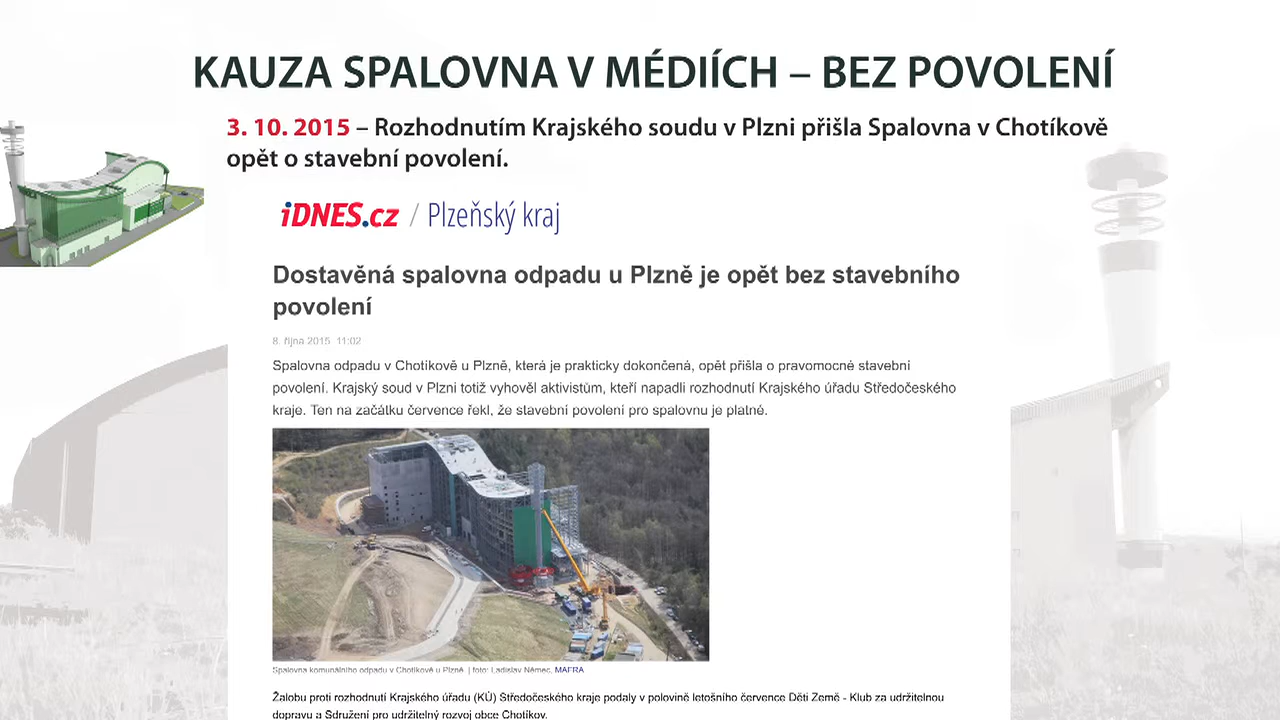 KAUZA SPALOVNA V MÉDIÍCH – BEZ POVOLENÍ
3. 10. 2015 – Rozhodnutím Krajského soudu v Plzni přišla Spalovna v Chotíkově
opět o stavební povolení.
iDNES.cz / Plzeňský kraj
Dostavěná spalovna odpadu u Plzně je opět bez stavebního
povolení
8. října 2015 11:02
Spalovna odpadu v Chotíkově u Plzně, která je prakticky dokončená, opět přišla o pravomocné stavební
povolení. Krajský soud v Plzni totiž vyhověl aktivistům, kteří napadli rozhodnutí Krajského úřadu Středočeského
kraje. Ten na začátku července řekl, že stavební povolení pro spalovnu je platné.
Spalovna komunálního odpadu v Chotíkově u Plzně | foto: Ladislav Němec, MAFRA
Žalobu proti rozhodnutí Krajského úřadu (KÚ) Středočeského kraje podaly v polovině letošního července Děti Země - Klub za udržitelnou
dopravu a Sdružení pro udržitelný rozvoj obce Chotíkov.